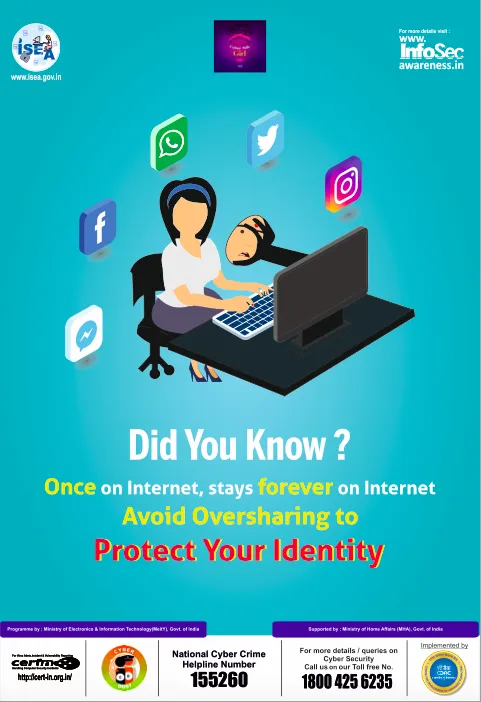 iSEA
www.isea.gov.in
Girl
For more details visit :
www.
InfoSec
awareness.in
Did You Know ?
Once on Internet, stays forever on Internet
Avoid Oversharing to
Protect Your Identity
Programme by : Ministry of Electronics & Information Technology(MeitY), Govt. of India
Supported by : Ministry of Home Affairs (MHA), Govt. of India
http://cert-in.org.in/
CYBER
National Cyber Crime
Helpline Number
155260
For more details / queries on
Cyber Security
Call us on our Toll free No.
1800 425 6235
Implemented by
CDAC